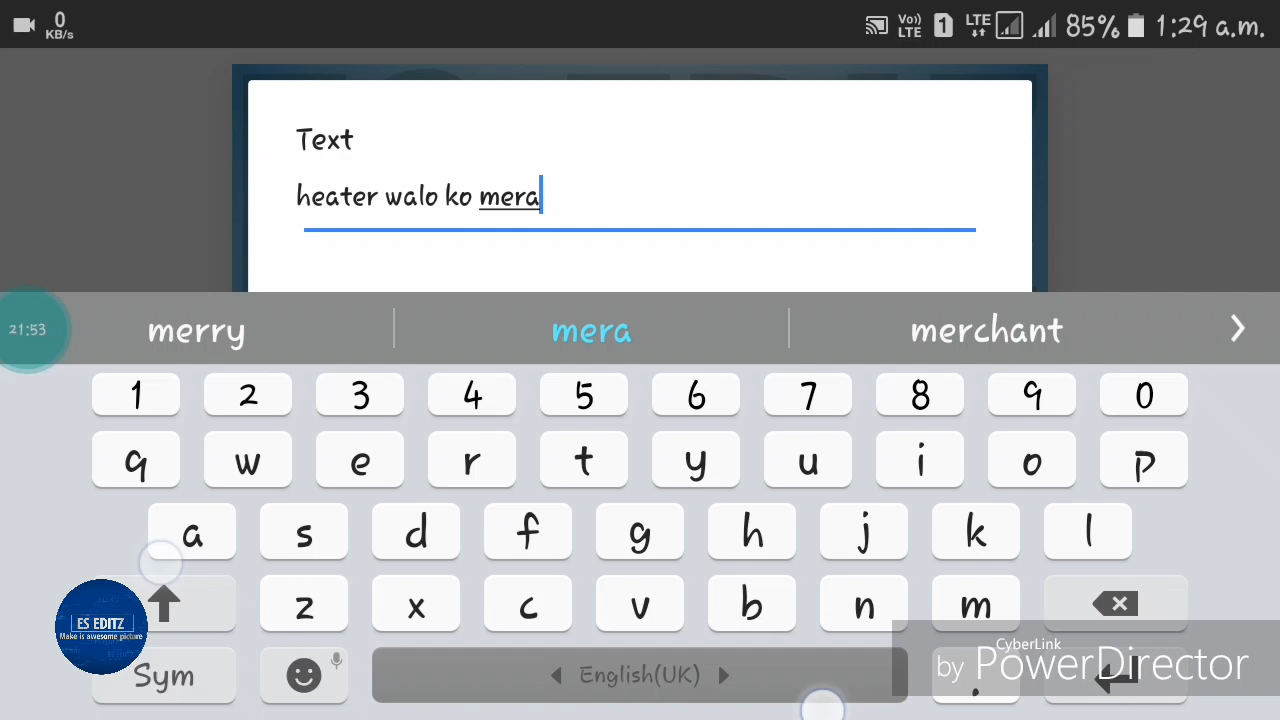 0
KB/s
Vo))
LTE
1
LTE
85%
1:29 a.m.
Text
heater walo ko mera
21:53
merry
mera
merchant
1 2 3 4 5 6 7 8 9 0
q w e r t y u i o p
a s d f g h j k l
z x c v b n m
ES EDITZ
Make is awesome picture
Sym
English(UK)
.
CyberLink
by PowerDirector